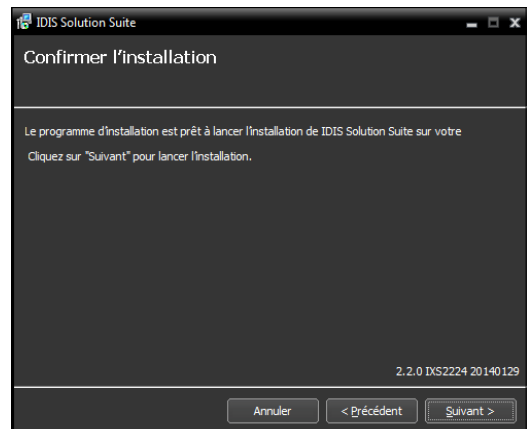 IDIS Solution Suite
Confirmer l'installation
Le programme d'installation est prêt à lancer l'installation de IDIS Solution Suite sur votre
Cliquez sur "Suivant" pour lancer l'installation.
2.2.0 IXS2224 20140129
Annuler < Précédent Suivant >